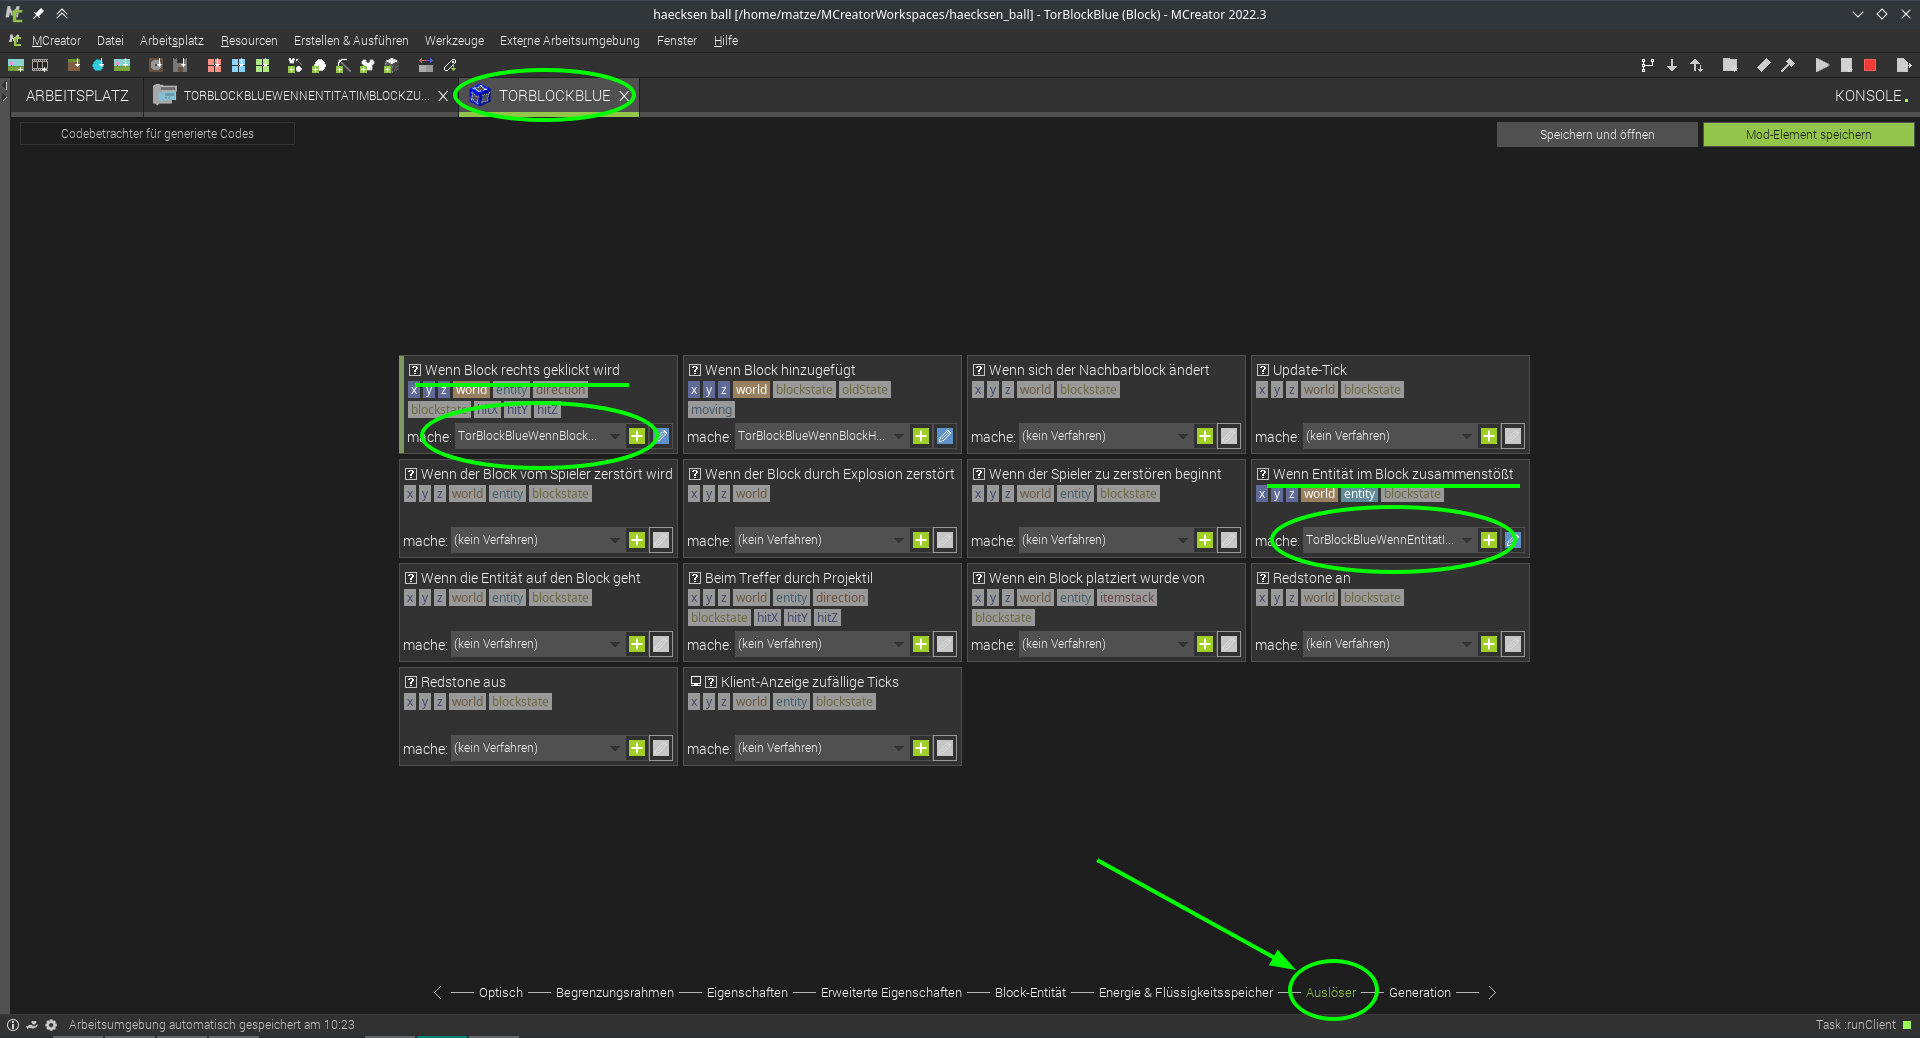 haecksen ball [/home/matze/MCreatorWorkspaces/haecksen_ball] - TorBlockBlue (Block) - MCreator 2022.3
MCreator Datei Arbeitsplatz Resourcen Erstellen & Ausführen Werkzeuge Externe Arbeitsumgebung Fenster Hilfe
ARBEITSPLATZ TORBLOCKBLUEWENNENTITATIMBLOCKZU... TORBLOCKBLUE KONSOLE
Codebetrachter für generierte Codes Speichern und öffnen Mod-Element speichern
Wenn Block rechts geklickt wird
x y z world entity direction
blockstate hitX hitY hitZ
mache: TorBlockBlueWennBlock...
Wenn Block hinzugefügt
x y z world blockstate oldState
moving
mache: TorBlockBlueWennBlockH...
Wenn sich der Nachbarblock ändert
x y z world blockstate
mache: (kein Verfahren)
Update-Tick
x y z world blockstate
mache: (kein Verfahren)
Wenn der Block vom Spieler zerstört wird
x y z world entity blockstate
mache: (kein Verfahren)
Wenn der Block durch Explosion zerstört
x y z world
mache: (kein Verfahren)
Wenn der Spieler zu zerstören beginnt
x y z world entity blockstate
mache: (kein Verfahren)
Wenn Entität im Block zusammenstößt
x y z world entity blockstate
mache: TorBlockBlueWennEntitatI...
Wenn die Entität auf den Block geht
x y z world entity blockstate
mache: (kein Verfahren)
Beim Treffer durch Projektil
x y z world entity direction
blockstate hitX hitY hitZ
mache: (kein Verfahren)
Wenn ein Block platziert wurde von
x y z world entity itemstack
blockstate
mache: (kein Verfahren)
Redstone an
x y z world blockstate
mache: (kein Verfahren)
Redstone aus
x y z world blockstate
mache: (kein Verfahren)
Klient-Anzeige zufällige Ticks
x y z world entity blockstate
mache: (kein Verfahren)
Optisch Begrenzungsrahmen Eigenschaften Erweiterte Eigenschaften Block-Entität Energie & Flüssigkeitsspeicher Auslöser Generation
Arbeitsumgebung automatisch gespeichert am 10:23 Task :runClient